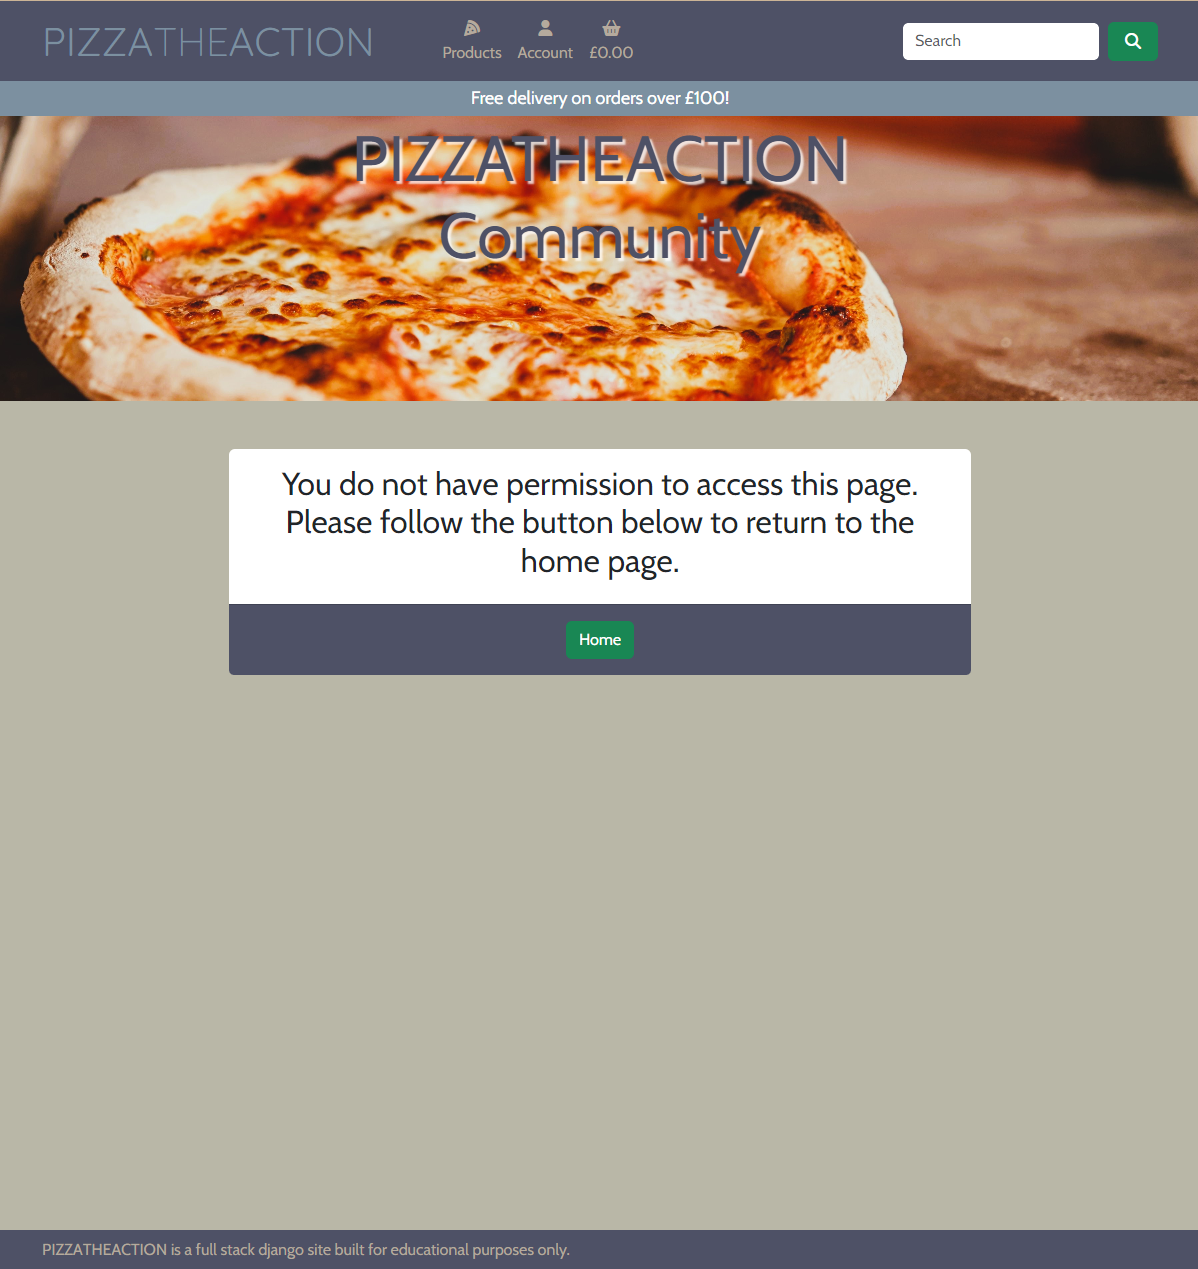 PIZZATHEACTION
Products Account £0.00
Search
Free delivery on orders over £100!
PIZZATHEACTION
Community
You do not have permission to access this page.
Please follow the button below to return to the
home page.
Home
PIZZATHEACTION is a full stack django site built for educational purposes only.